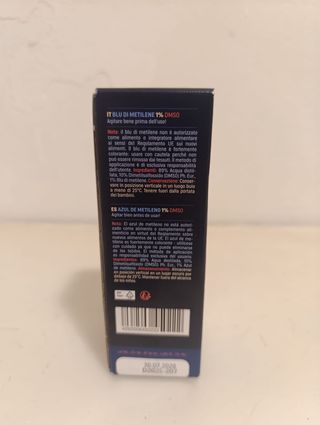 IT BLU DI METILENE 1% DMSO
Agitare bene prima dell'uso!
Nota: il blu di metilene non è autorizzato
come alimento e integratore alimentare
ai sensi del Regolamento UE sui nuovi
alimenti. Il blu di metilene è fortemente
colorante: usare con cautela perché non
può essere rimosso dai tessuti. Il metodo di
applicazione è di esclusiva responsabilità
dell'utente. Ingredienti: 89% Acqua distil-
lata, 10% Dimetilsolfossido (DMSO) Ph. Eur.,
1% Blu di metilene. Conservazione: Conser-
vare in posizione verticale in un luogo buio
a meno di 25°C. Tenere fuori dalla portata
dei bambini.
ES AZUL DE METILENO 1% DMSO
Agitar bien antes de usar!
Nota: El azul de metileno no está autori-
zado como alimento o complemento ali-
menticio en virtud del Reglamento sobre
nuevos alimentos de la UE. El azul de me-
tileno es fuertemente colorante - utilícese
con cuidado ya que no puede eliminarse
de los tejidos. El método de aplicación
es responsabilidad exclusiva del usuario.
Ingredientes: 89% Agua destilada, 10%
Dimetilsulfóxido (DMSO) Ph. Eur., 1% Azul
de metileno. Almacenamiento: Almacenar
en posición vertical en un lugar oscuro por
debajo de 25°C. Mantener fuera del alcance
de los niños.
30.07.2028